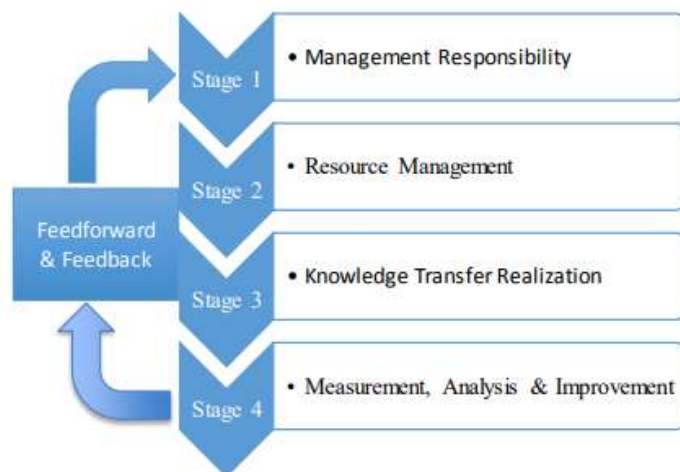 Stage 1
• Management Responsibility
Stage 2
• Resource Management
Feedforward
& Feedback
Stage 3
• Knowledge Transfer Realization
Stage 4
• Measurement, Analysis & Improvement